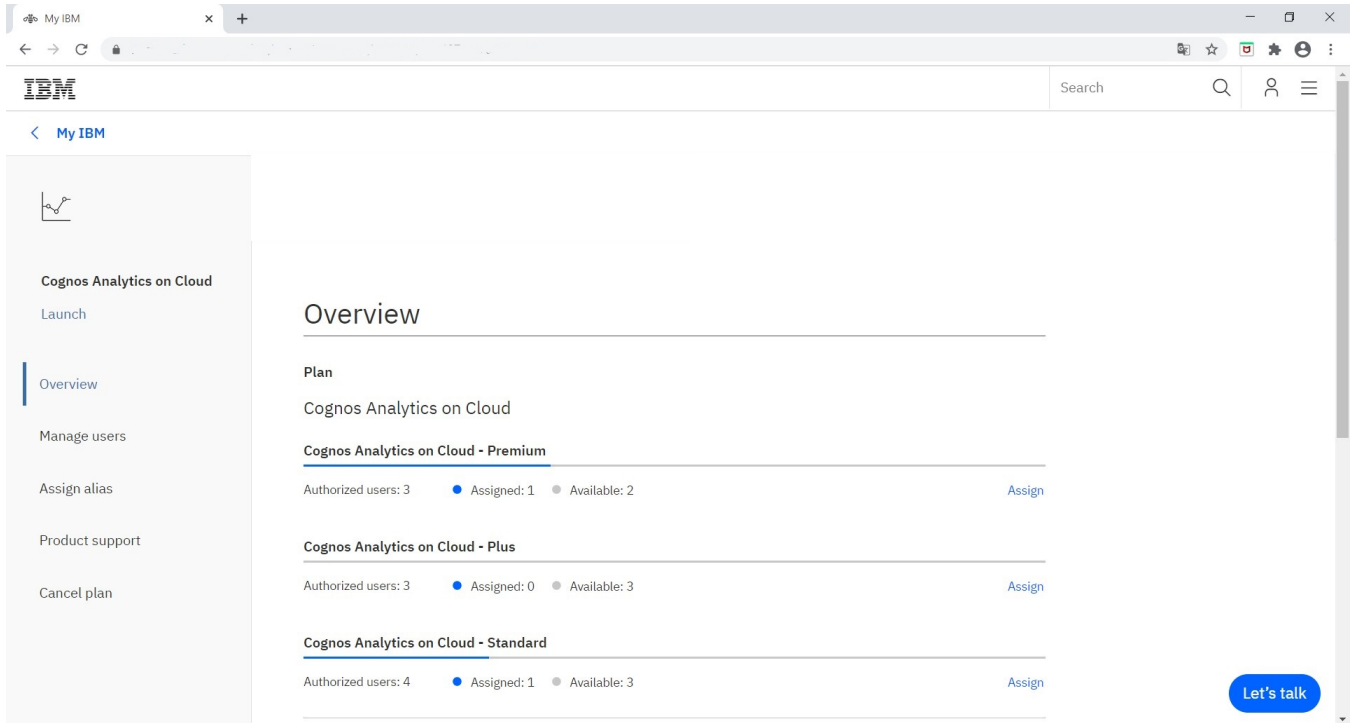 My IBM
IBM
Search
My IBM
Cognos Analytics on Cloud
Launch
Overview
Manage users
Assign alias
Product support
Cancel plan
Overview
Plan
Cognos Analytics on Cloud
Cognos Analytics on Cloud - Premium
Authorized users: 3 Assigned: 1 Available: 2 Assign
Cognos Analytics on Cloud - Plus
Authorized users: 3 Assigned: 0 Available: 3 Assign
Cognos Analytics on Cloud - Standard
Authorized users: 4 Assigned: 1 Available: 3 Assign
Let's talk